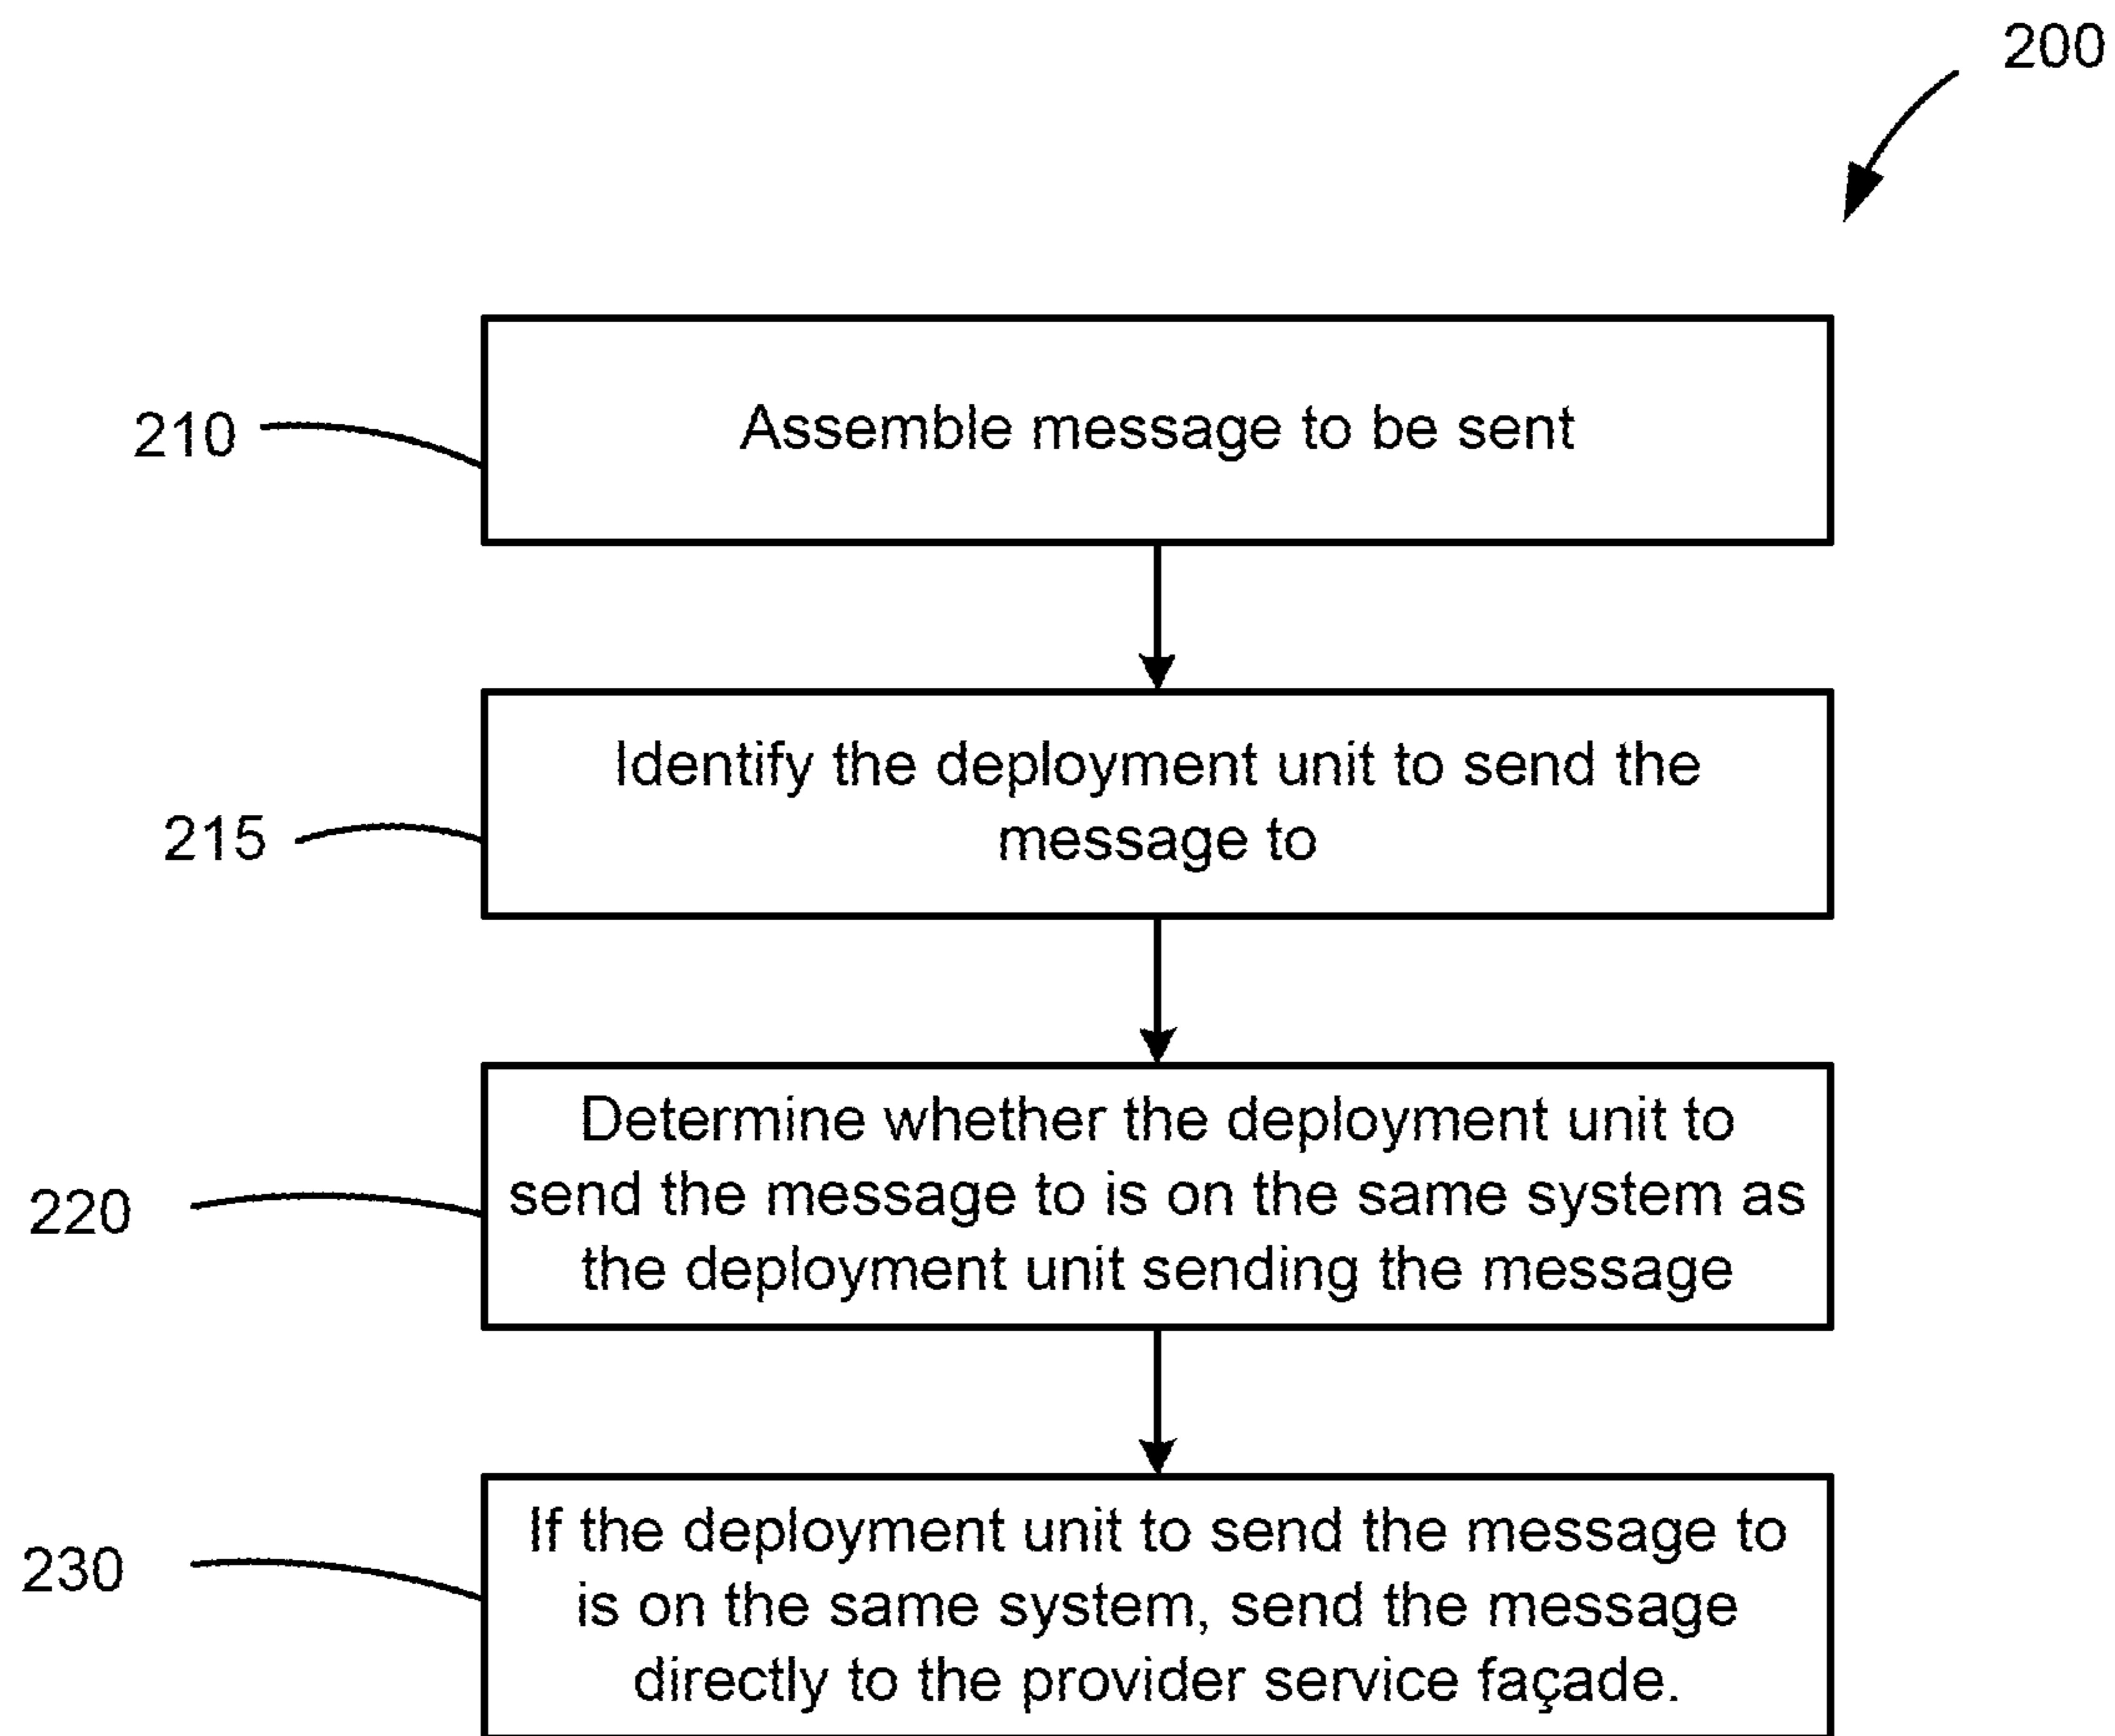 200
210
Assemble message to be sent
215
Identify the deployment unit to send the
message to
220
Determine whether the deployment unit to
send the message to is on the same system as
the deployment unit sending the message
230
If the deployment unit to send the message to
is on the same system, send the message
directly to the provider service façade.